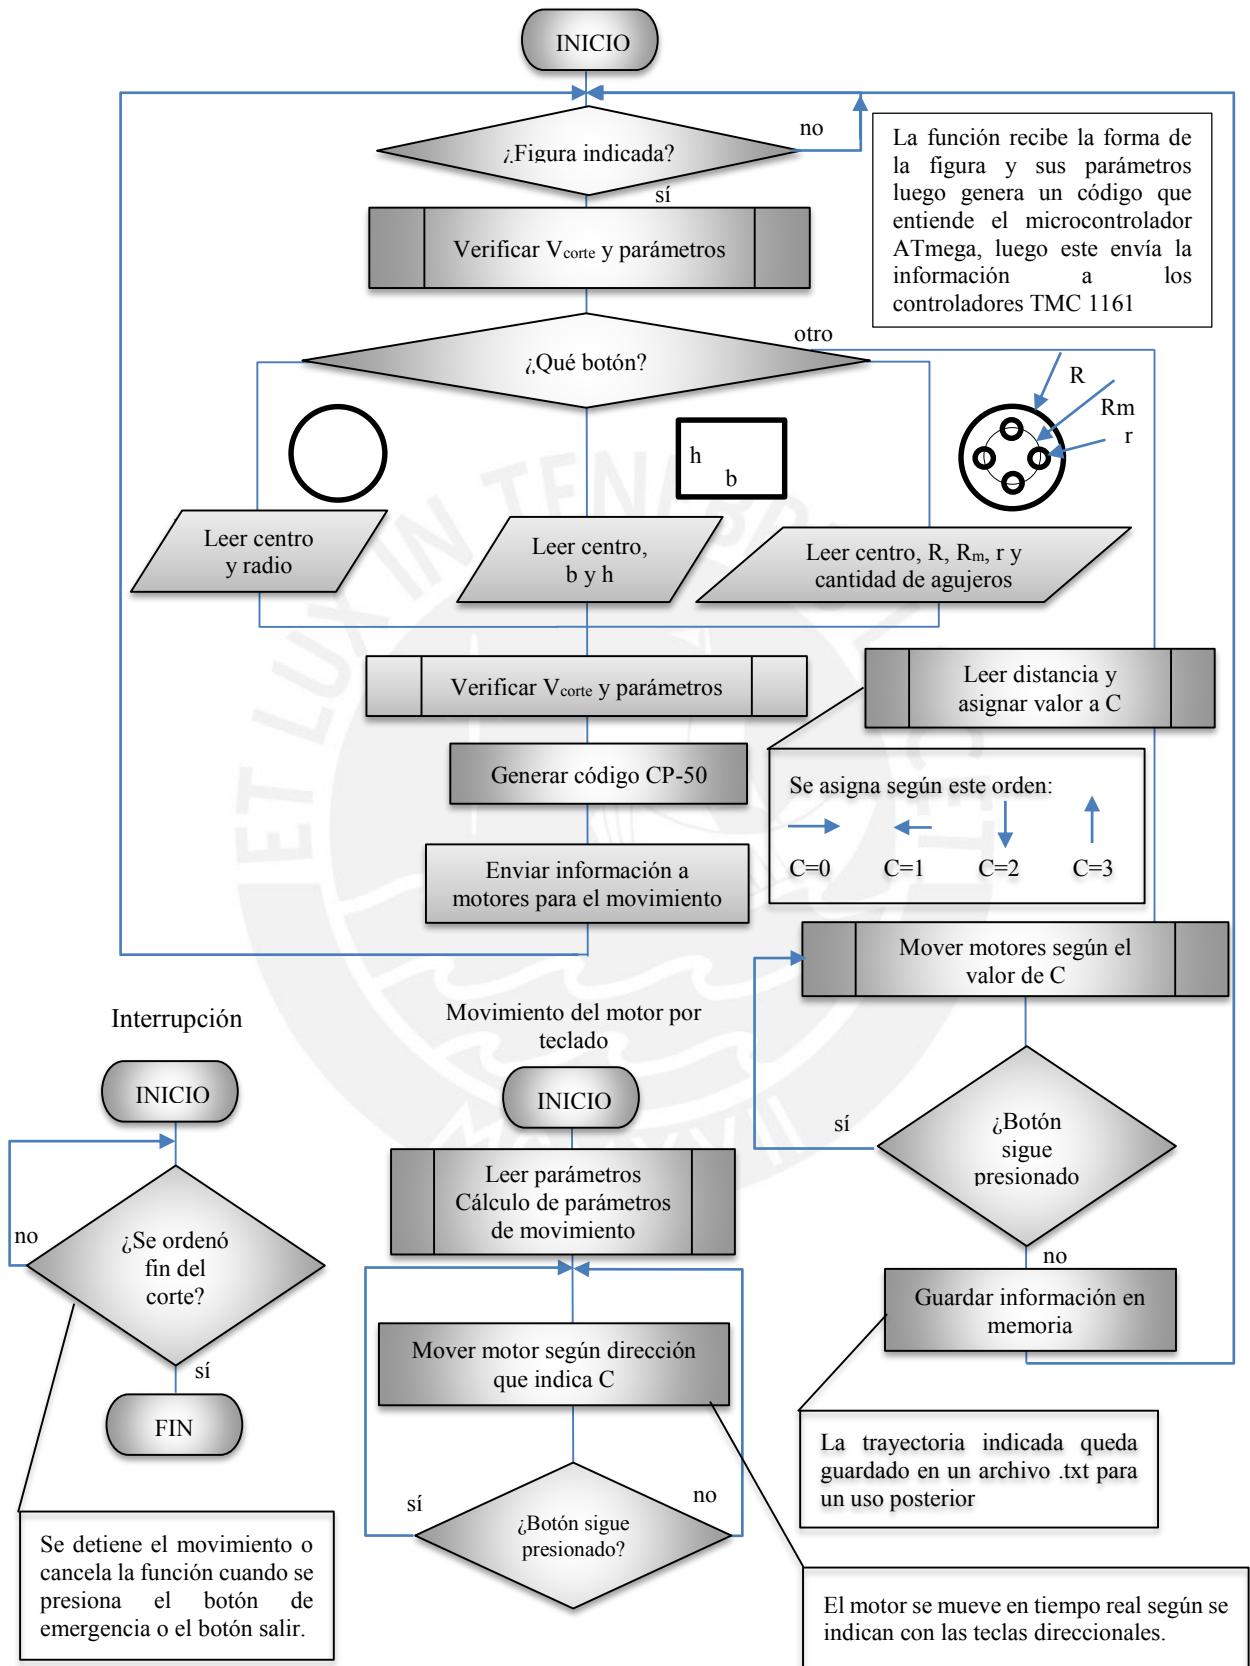 INICIO
¿Figura indicada?
no
sí
La función recibe la forma de
la figura y sus parámetros
luego genera un código que
entiende el microcontrolador
ATmega, luego este envía la
información a los
controladores TMC 1161
Verificar Vcorte y parámetros
¿Qué botón?
otro
h
b
R
Rm
r
Leer centro
y radio
Leer centro,
b y h
Leer centro, R, Rm, r y
cantidad de agujeros
Verificar Vcorte y parámetros
Leer distancia y
asignar valor a C
Generar código CP-50
Se asigna según este orden:
C=0 C=1 C=2 C=3
Enviar información a
motores para el movimiento
Mover motores según el
valor de C
¿Botón
sigue
presionado
sí
no
Guardar información en
memoria
La trayectoria indicada queda
guardado en un archivo .txt para
un uso posterior
Interrupción
INICIO
¿Se ordenó
fin del
corte?
no
sí
FIN
Se detiene el movimiento o
cancela la función cuando se
presiona el botón de
emergencia o el botón salir.
Movimiento del motor por
teclado
INICIO
Leer parámetros
Cálculo de parámetros
de movimiento
Mover motor según dirección
que indica C
¿Botón sigue
presionado?
sí
no
El motor se mueve en tiempo real según se
indican con las teclas direccionales.
ET LUX IN TENEBRIS LUCET